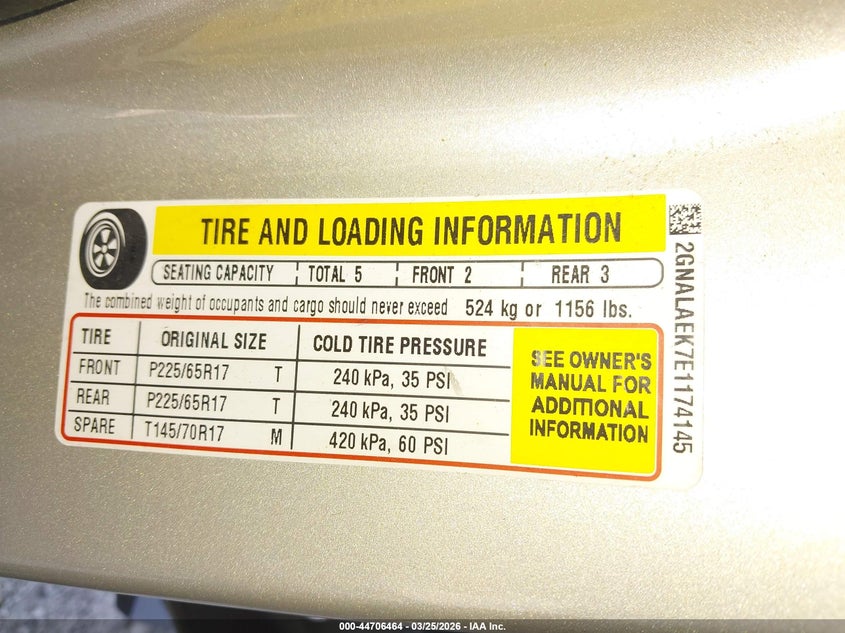 TIRE AND LOADING INFORMATION
SEATING CAPACITY TOTAL 5 FRONT 2 REAR 3
The combined weight of occupants and cargo should never exceed 524 kg or 1156 lbs.
TIRE ORIGINAL SIZE COLD TIRE PRESSURE
FRONT P225/65R17 T 240 kPa, 35 PSI
REAR P225/65R17 T 240 kPa, 35 PSI
SPARE T145/70R17 M 420 kPa, 60 PSI
SEE OWNER'S
MANUAL FOR
ADDITIONAL
INFORMATION
2GNALAEK7E1174145
000-44706464 - 03/25/2026 - IAA Inc.